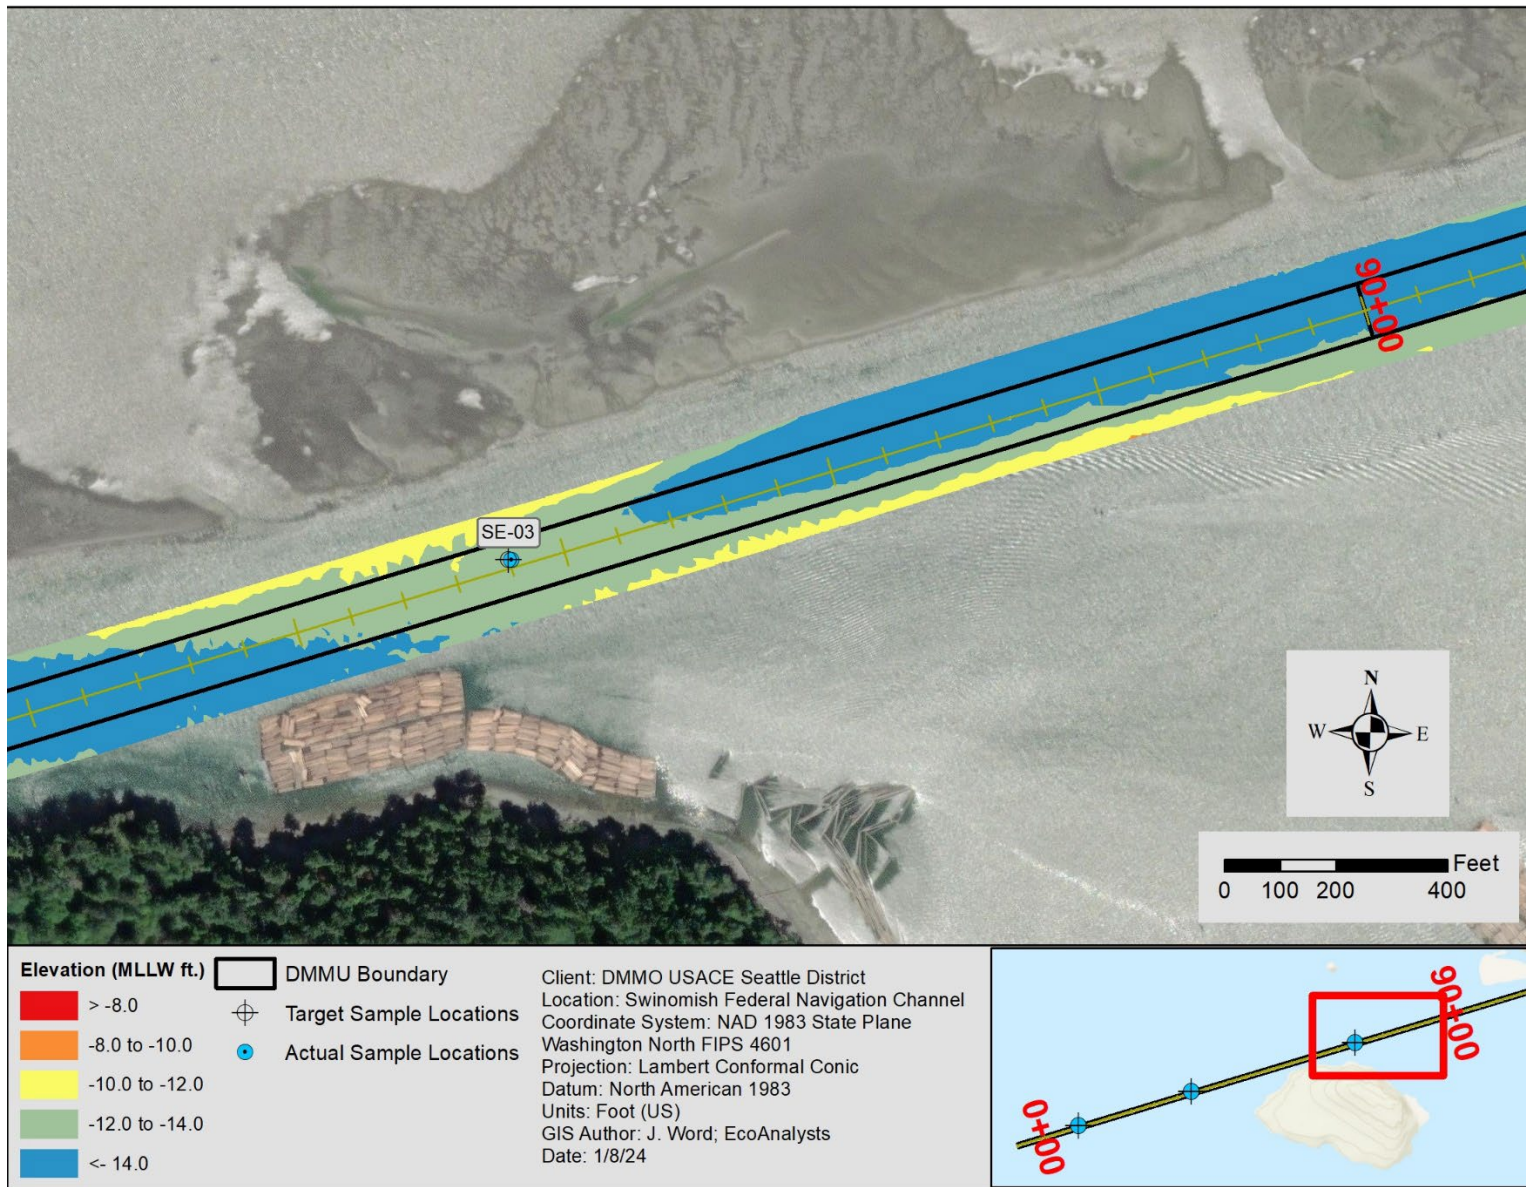 90+00
SE-03
N
W E
S
Feet
0 100 200 400
Elevation (MLLW ft.)
> -8.0
-8.0 to -10.0
-10.0 to -12.0
-12.0 to -14.0
<- 14.0
DMMU Boundary
Target Sample Locations
Actual Sample Locations
Client: DMMO USACE Seattle District
Location: Swinomish Federal Navigation Channel
Coordinate System: NAD 1983 State Plane
Washington North FIPS 4601
Projection: Lambert Conformal Conic
Datum: North American 1983
Units: Foot (US)
GIS Author: J. Word; EcoAnalysts
Date: 1/8/24
90+00
0+00